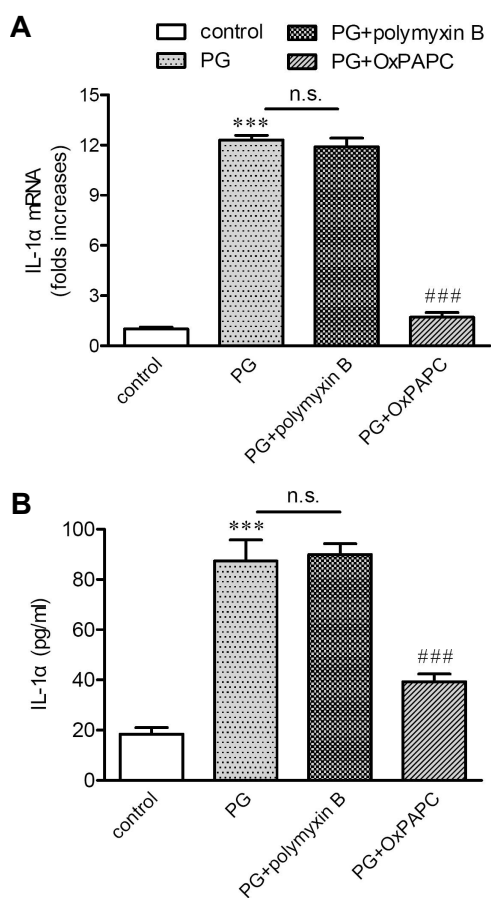 A
control
PG+polymyxin B
PG
PG+OxPAPC
n.s.
***
###
IL-1α mRNA
(folds increases)
15
12
9
6
3
0
control
PG
PG+polymyxin B
PG+OxPAPC
B
n.s.
***
###
IL-1α (pg/ml)
100
80
60
40
20
0
control
PG
PG+polymyxin B
PG+OxPAPC